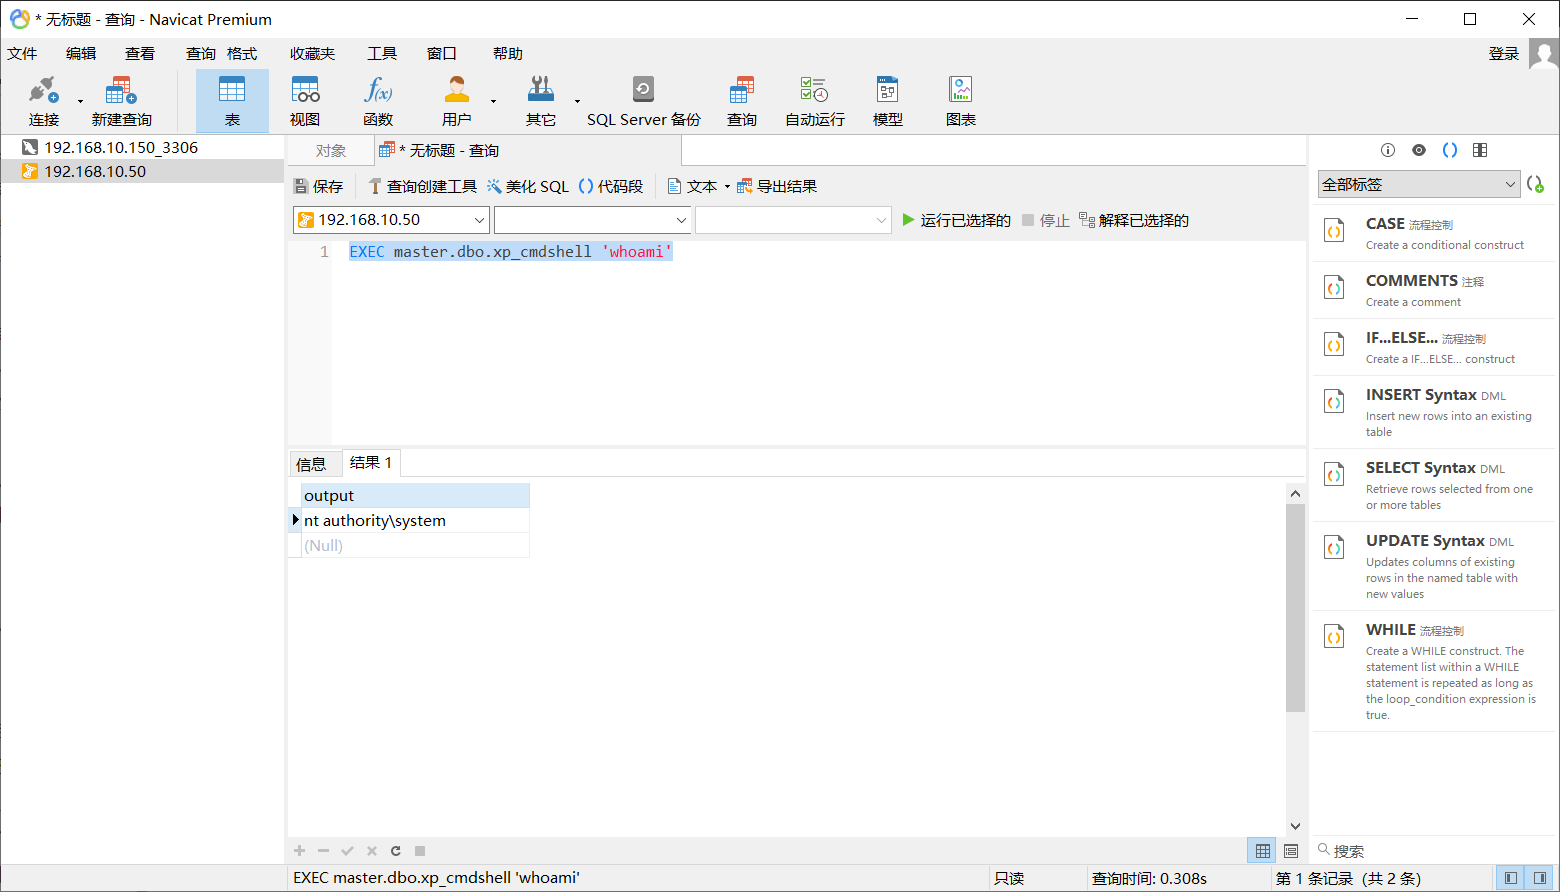 * 无标题 - 查询 - Navicat Premium
文件 编辑 查看 查询 格式 收藏夹 工具 窗口 帮助 登录
连接 新建查询 表 视图 函数 用户 其它 SQL Server 备份 查询 自动运行 模型 图表
192.168.10.150_3306
192.168.10.50
对象 * 无标题 - 查询
保存 查询创建工具 美化 SQL 代码段 文本 导出结果
192.168.10.50 运行已选择的 停止 解释已选择的
1 EXEC master.dbo.xp_cmdshell 'whoami'
信息 结果 1
output
nt authority\system
(Null)
全部标签
CASE 流程控制
Create a conditional construct
COMMENTS 注释
Create a comment
IF...ELSE... 流程控制
Create a IF...ELSE... construct
INSERT Syntax DML
Insert new rows into an existing
table
SELECT Syntax DML
Retrieve rows selected from one
or more tables
UPDATE Syntax DML
Updates columns of existing
rows in the named table with
new values
WHILE 流程控制
Create a WHILE construct. The
statement list within a WHILE
statement is repeated as long as
the loop_condition expression is
true.
搜索
EXEC master.dbo.xp_cmdshell 'whoami' 只读 查询时间: 0.308s 第 1 条记录 (共 2 条)